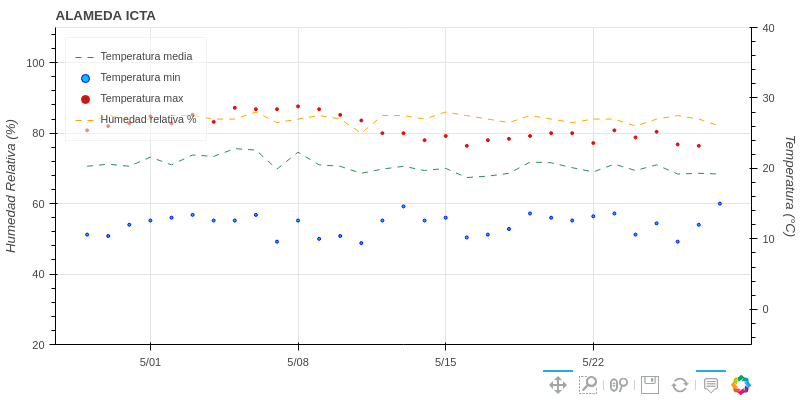 ALAMEDA ICTA
Temperatura media
Temperatura min
Temperatura max
Humedad relativa %
Humedad Relativa (%)
100
80
60
40
20
Temperatura (°C)
40
30
20
10
0
5/01
5/08
5/15
5/22